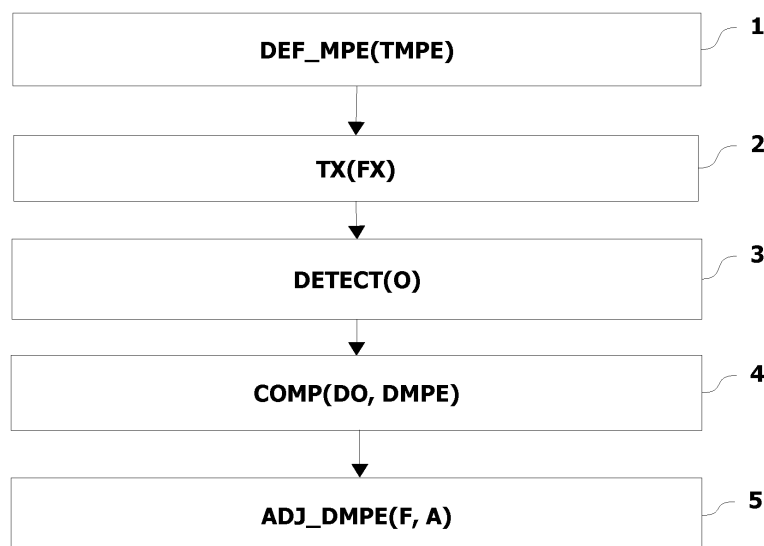 DEF_MPE(TMPE) 1
TX(FX) 2
DETECT(O) 3
COMP(DO, DMPE) 4
ADJ_DMPE(F, A) 5